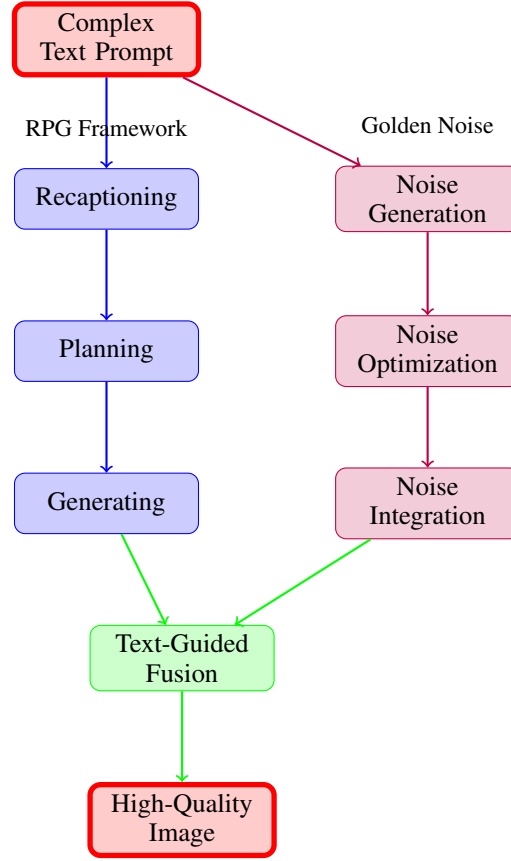 Complex
Text Prompt
RPG Framework
Golden Noise
Recaptioning
Noise
Generation
Planning
Noise
Optimization
Generating
Noise
Integration
Text-Guided
Fusion
High-Quality
Image